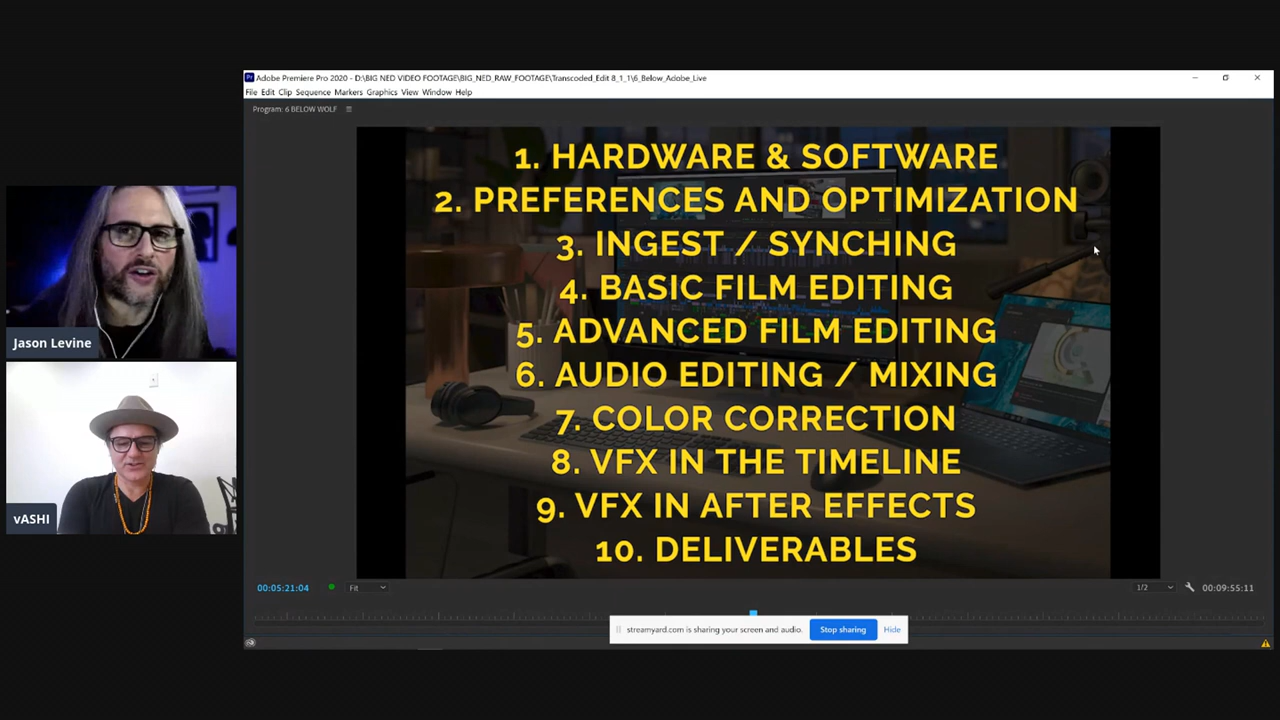 Adobe Premiere Pro 2020 - D:\BIG NED VIDEO FOOTAGE\BIG_NED_RAW_FOOTAGE\Transcoded_Edit 8_1_1\6_Below_Adobe_Live
File Edit Clip Sequence Markers Graphics View Window Help
Program: 6 BELOW WOLF
1. HARDWARE & SOFTWARE
2. PREFERENCES AND OPTIMIZATION
3. INGEST / SYNCHING
4. BASIC FILM EDITING
5. ADVANCED FILM EDITING
6. AUDIO EDITING / MIXING
7. COLOR CORRECTION
8. VFX IN THE TIMELINE
9. VFX IN AFTER EFFECTS
10. DELIVERABLES
Jason Levine
vASHI
00:05:21:04 Fit 1/2 00:09:55:11
streamyard.com is sharing your screen and audio. Stop sharing Hide